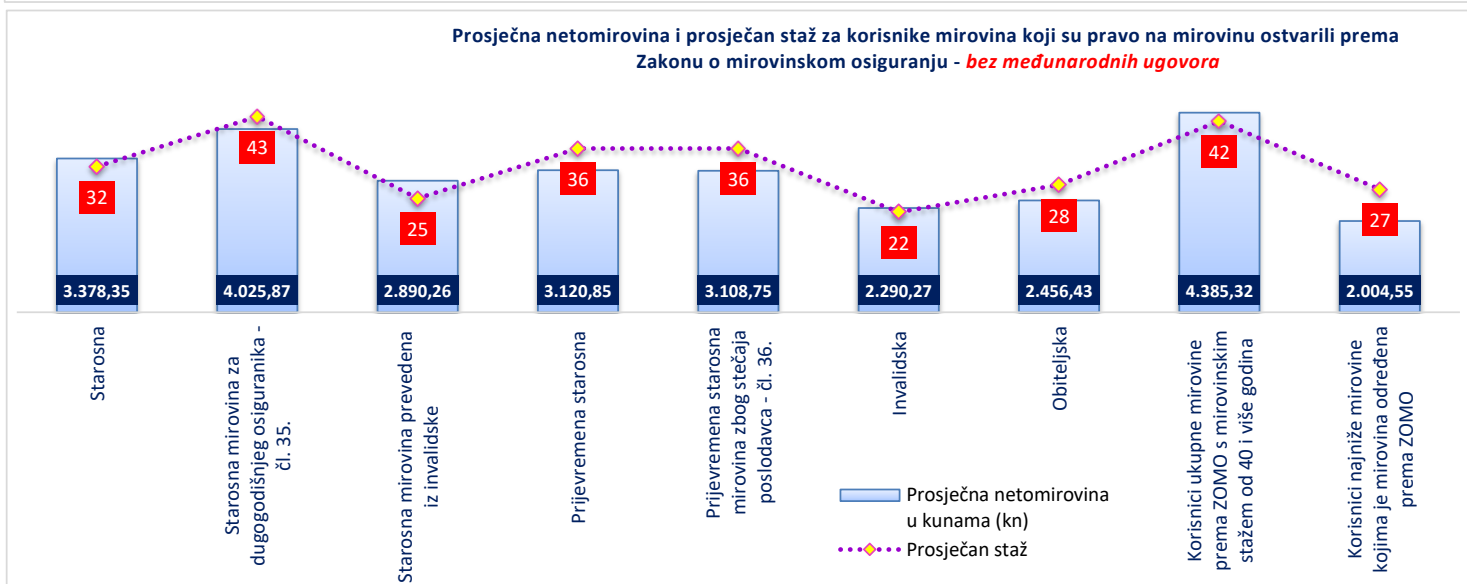 Prosječna netomirovina i prosječan staž za korisnike mirovina koji su pravo na mirovinu ostvarili prema
Zakonu o mirovinskom osiguranju - bez međunarodnih ugovora
32
43
25
36
36
22
28
42
27
3.378,35
4.025,87
2.890,26
3.120,85
3.108,75
2.290,27
2.456,43
4.385,32
2.004,55
Starosna
Starosna mirovina za
dugogodišnjeg osiguranika -
čl. 35.
Starosna mirovina prevedena
iz invalidske
Prijevremena starosna
Prijevremena starosna
mirovina zbog stečaja
poslodavca - čl. 36.
Invalidska
Obiteljska
Korisnici ukupne mirovine
prema ZOMO s mirovinskim
stažem od 40 i više godina
Korisnici najniže mirovine
kojima je mirovina određena
prema ZOMO
Prosječna netomirovina
u kunama (kn)
Prosječan staž